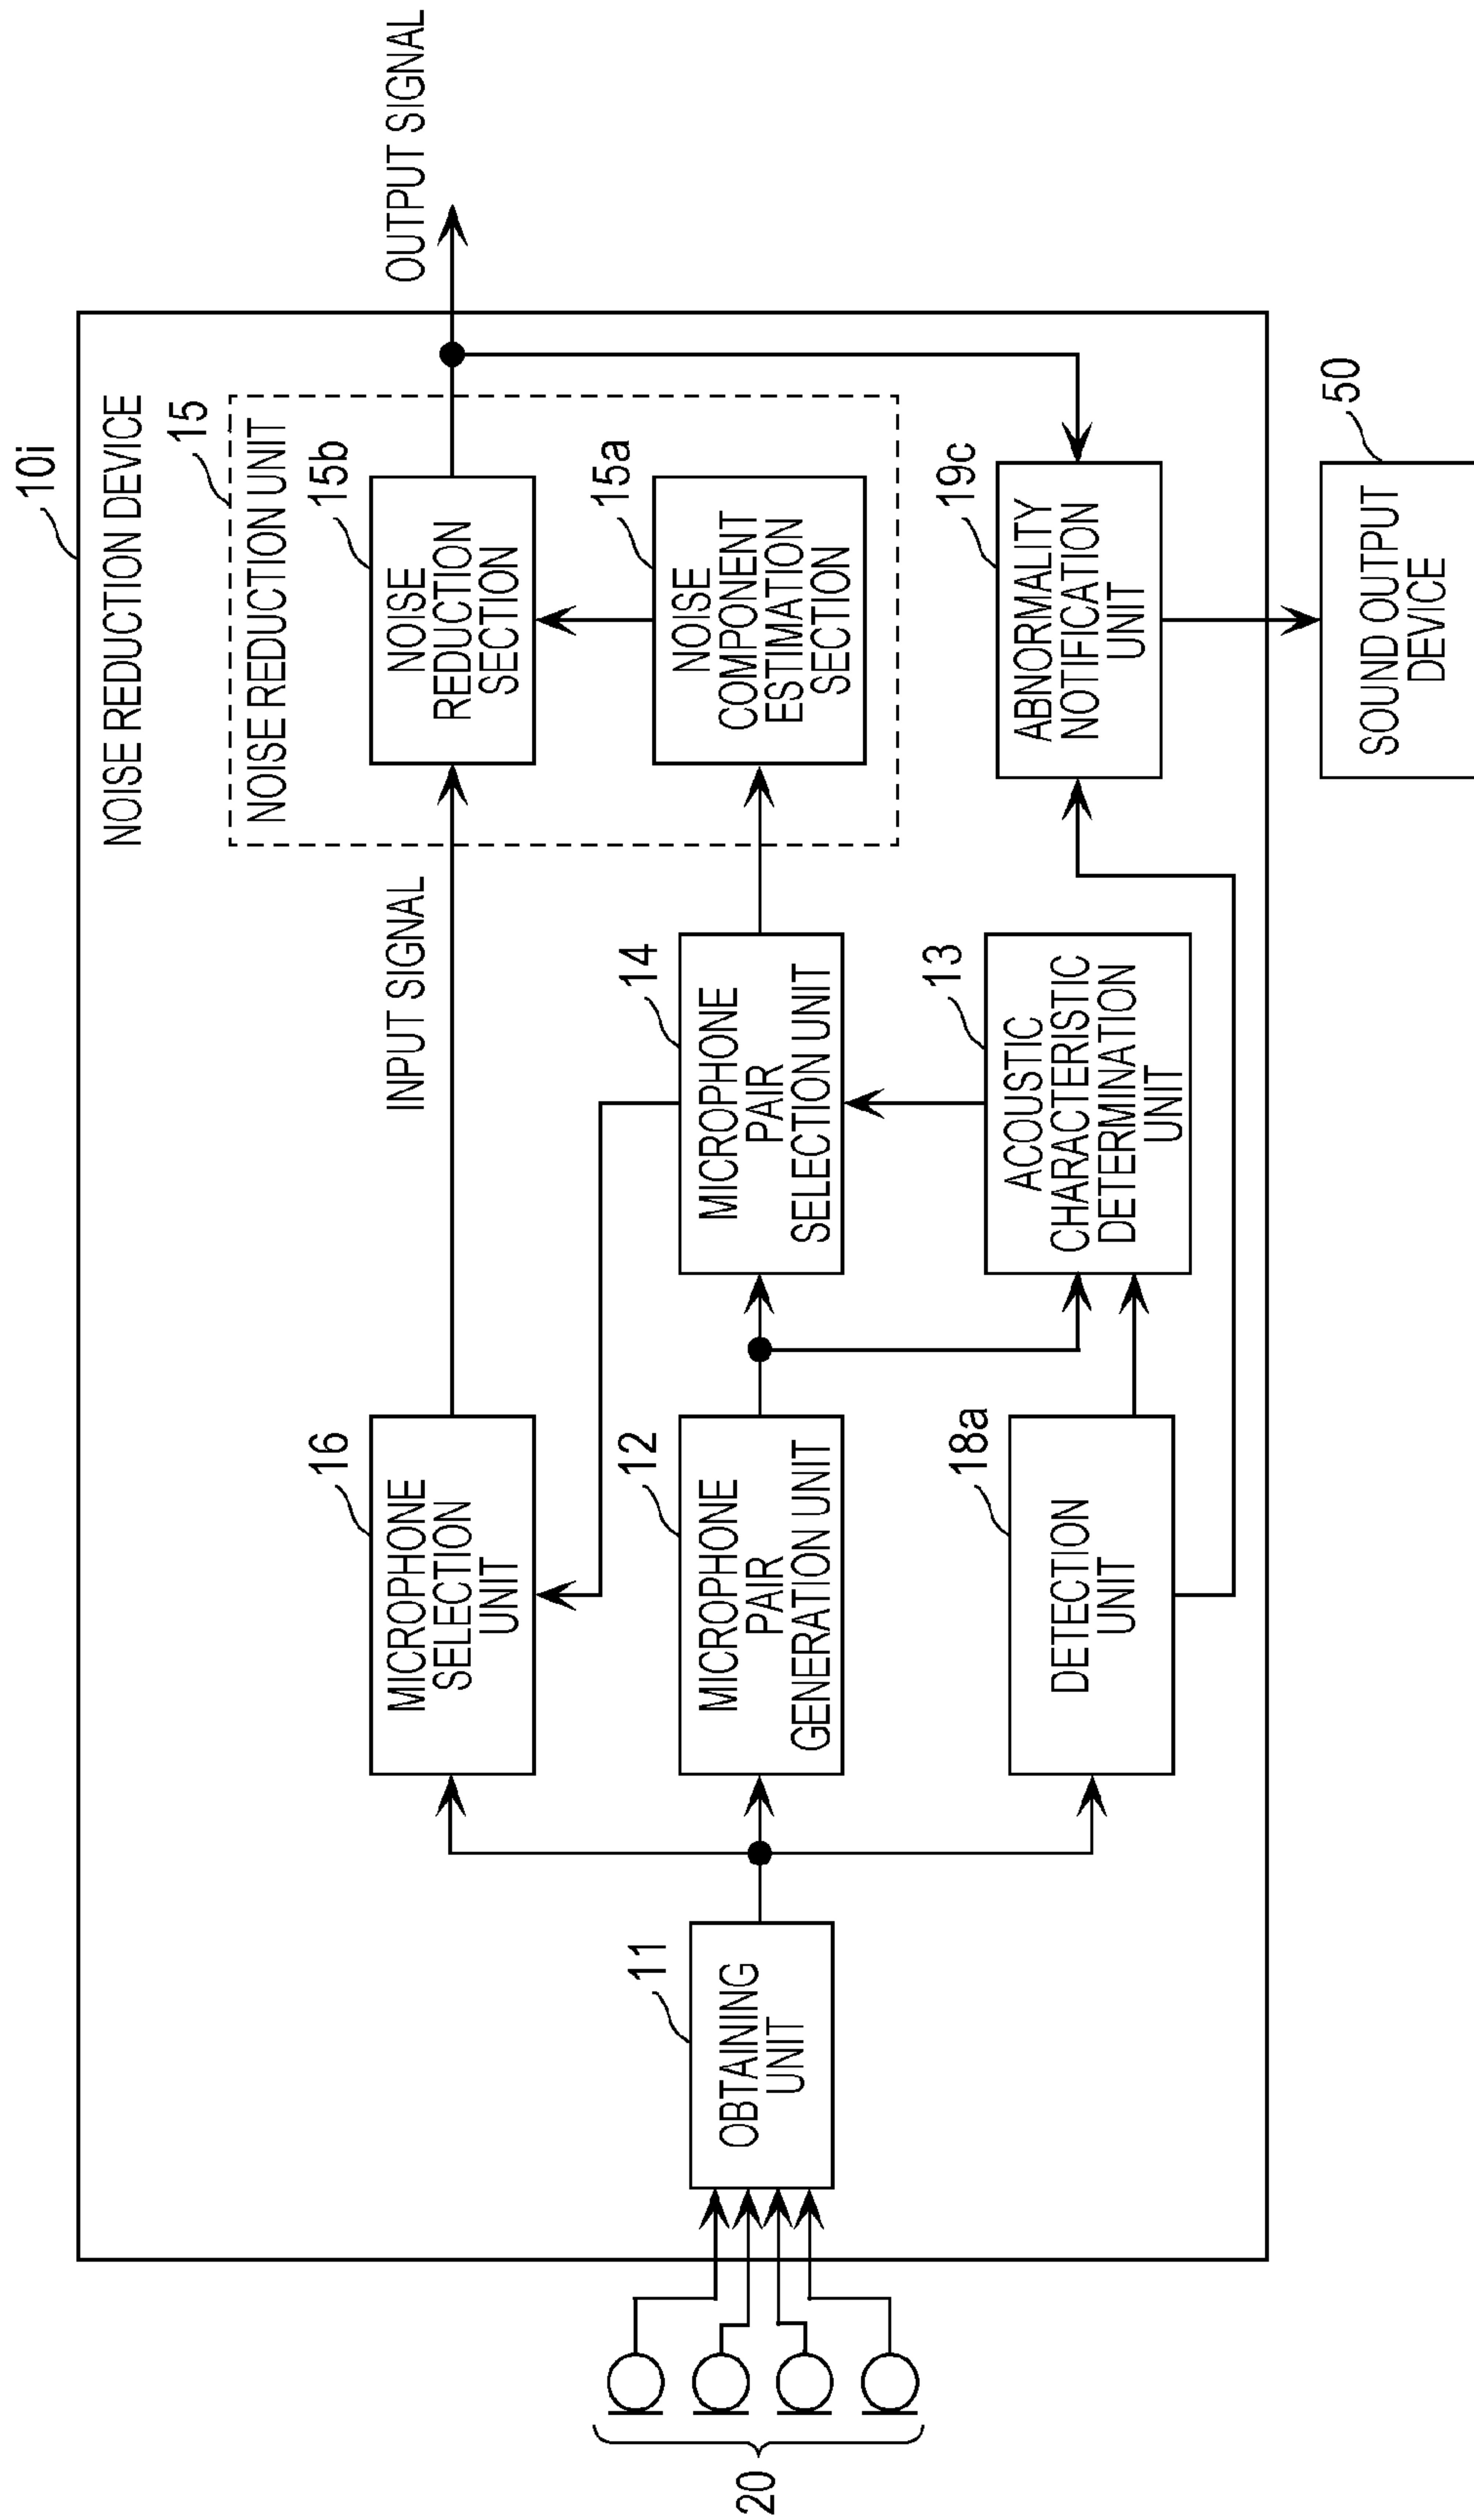 10i
NOISE REDUCTION DEVICE
15
NOISE REDUCTION UNIT
16
MICROPHONE
SELECTION
UNIT
INPUT SIGNAL
15b
NOISE
REDUCTION
SECTION
OUTPUT SIGNAL
20
11
OBTAINING
UNIT
12
MICROPHONE
PAIR
GENERATION UNIT
14
MICROPHONE
PAIR
SELECTION UNIT
15a
NOISE
COMPONENT
ESTIMATION
SECTION
18a
DETECTION
UNIT
13
ACOUSTIC
CHARACTERISTIC
DETERMINATION
UNIT
19c
ABNORMALITY
NOTIFICATION
UNIT
50
SOUND OUTPUT
DEVICE